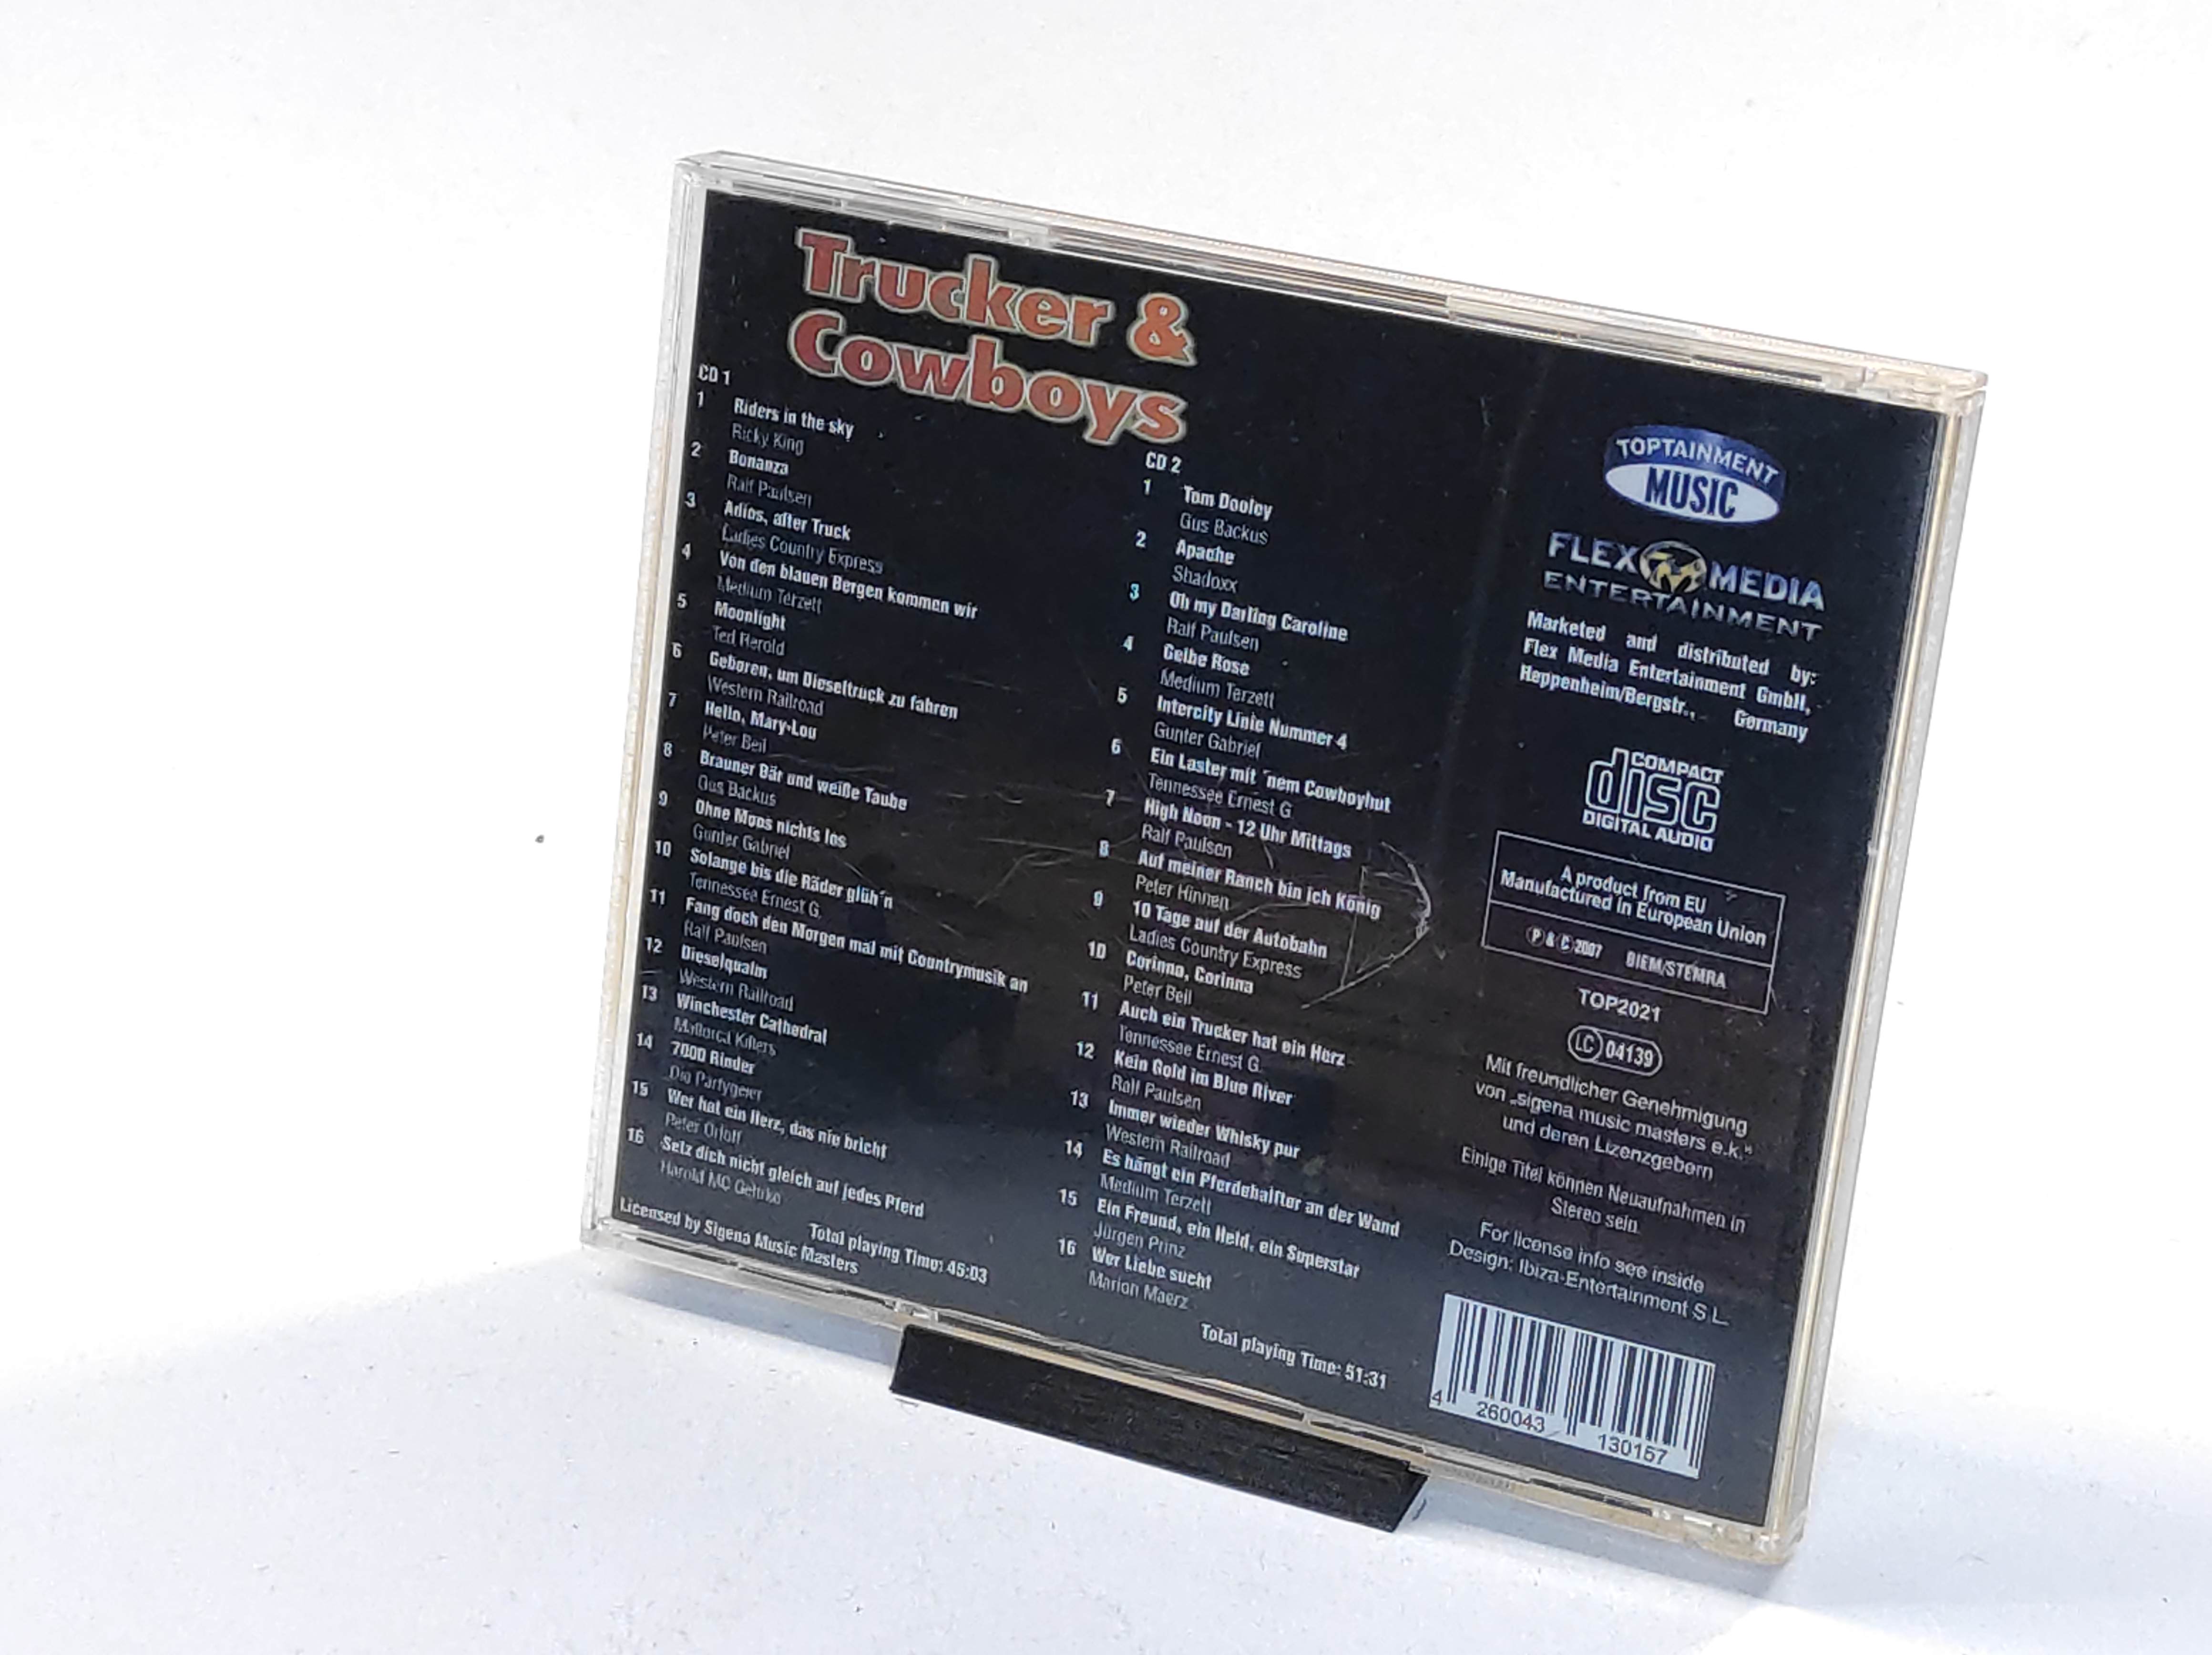 Trucker &
Cowboys
CD 1
1 Riders in the sky
Ricky King
2 Bonanza
Ralf Paulsen
3 Adios, alter Truck
Ladies Country Express
4 Von den blauen Bergen kommen wir
Medium Terzett
5 Moonlight
Ted Herold
6 Geboren, um Dieseltruck zu fahren
Western Railroad
7 Hello, Mary-Lou
Peter Beil
8 Brauner Bär und weiße Taube
Gus Backus
9 Ohne Moos nichts los
Gunter Gabriel
10 Solange bis die Räder glüh´n
Tennessee Ernest G.
11 Fang doch den Morgen mal mit Countrymusik an
Ralf Paulsen
12 Dieselqualm
Western Railroad
13 Winchester Cathedral
Mallorca Killers
14 7000 Rinder
Die Partygeier
15 Wer hat ein Herz, das nie bricht
Peter Orloff
16 Setz dich nicht gleich auf jedes Pferd
Harold MC Gehrke
Total playing Time: 45:03
Licensed by Sigena Music Masters
CD 2
1 Tom Dooley
Gus Backus
2 Apache
Shadoxx
3 Oh my Darling Caroline
Ralf Paulsen
4 Gelbe Rose
Medium Terzett
5 Intercity Linie Nummer 4
Gunter Gabriel
6 Ein Laster mit ´nem Cowboyhut
Tennessee Ernest G
7 High Noon - 12 Uhr Mittags
Ralf Paulsen
8 Auf meiner Ranch bin ich König
Peter Hinnen
9 10 Tage auf der Autobahn
Ladies Country Express
10 Corinna, Corinna
Peter Beil
11 Auch ein Trucker hat ein Herz
Tennessee Ernest G.
12 Kein Gold im Blue River
Ralf Paulsen
13 Immer wieder Whisky pur
Western Railroad
14 Es hängt ein Pferdehalfter an der Wand
Medium Terzett
15 Ein Freund, ein Held, ein Superstar
Jürgen Prinz
16 Wer Liebe sucht
Marion Maerz
Total playing Time: 51:31
TOPTAINMENT
MUSIC
FLEX MEDIA
ENTERTAINMENT
Marketed and distributed by:
Flex Media Entertainment GmbH,
Heppenheim/Bergstr., Germany
COMPACT
disc
DIGITAL AUDIO
A product from EU
Manufactured in European Union
Ⓟ & © 2007 BIEM/STEMRA
TOP2021
LC 04139
Mit freundlicher Genehmigung
von „sigena music masters e.k."
und deren Lizenzgebern
Einige Titel können Neuaufnahmen in
Stereo sein.
For license info see inside
Design: Ibiza-Entertainment S L.
4 260043 130157